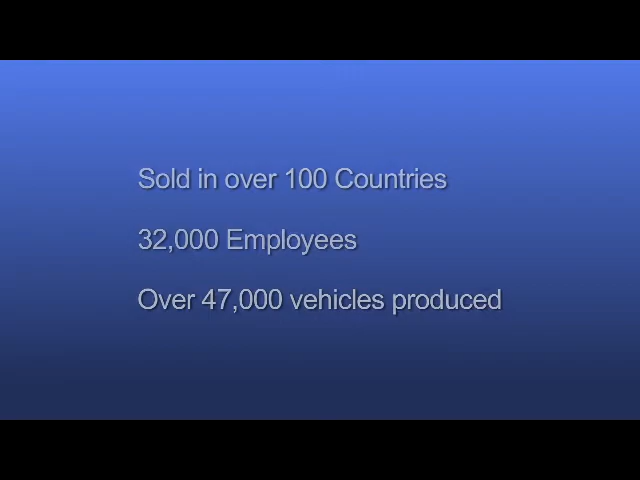 Sold in over 100 Countries
32,000 Employees
Over 47,000 vehicles produced